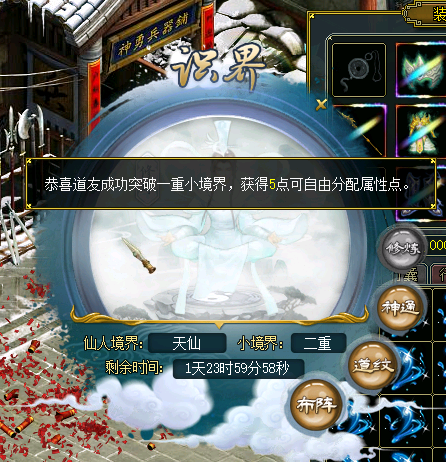 神勇兵器铺
装
识界
恭喜道友成功突破一重小境界，获得5点可自由分配属性点。
修炼
000
囊
神通
仙人境界：
天仙
小境界：
二重
剩余时间：
1天23时59分58秒
道纹
布阵